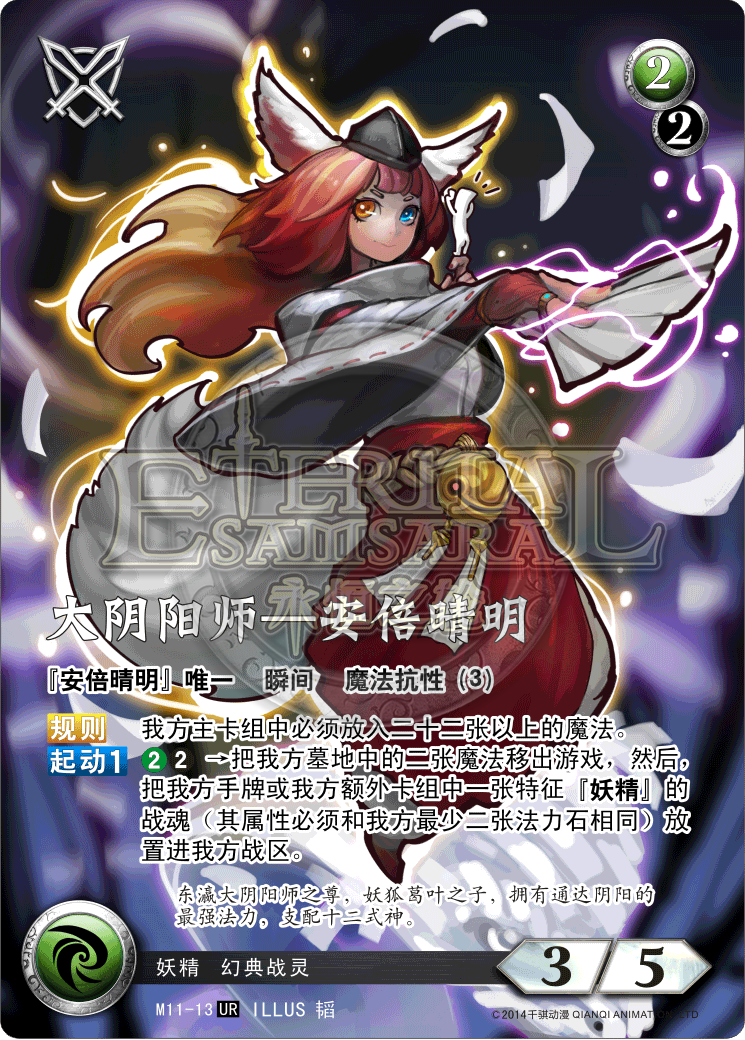 2
2
ETERNAL
SAMSARA
大阴阳师—安倍晴明
『安倍晴明』唯一 瞬间 魔法抗性 (3)
规则 我方主卡组中必须放入二十二张以上的魔法。
起动1 2 2 →把我方墓地中的二张魔法移出游戏，然后，
把我方手牌或我方额外卡组中一张特征『妖精』的
战魂（其属性必须和我方最少二张法力石相同）放
置进我方战区。
东瀛大阴阳师之尊，妖狐葛叶之子，拥有通达阴阳的
最强法力，支配十二式神。
妖精 幻典战灵
3/5
M11-13 UR ILLUS 韬
©2014千骐动漫 QIANQI ANIMATION LTD